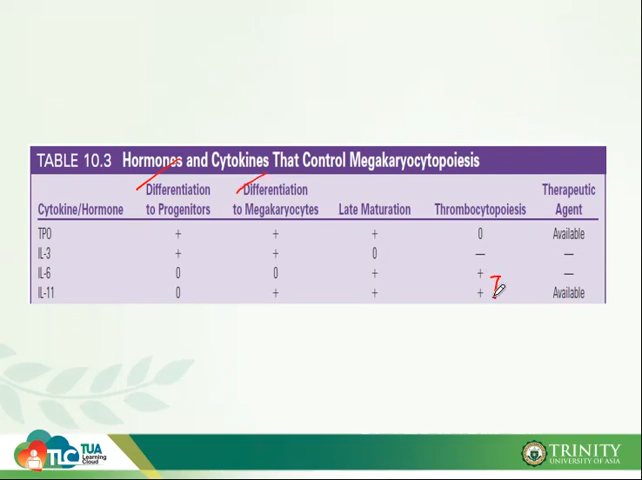 TABLE 10.3 Hormones and Cytokines That Control Megakaryocytopoiesis
Differentiation Differentiation Therapeutic
Cytokine/Hormone to Progenitors to Megakaryocytes Late Maturation Thrombocytopoiesis Agent
TPO + + + 0 Available
IL-3 + + 0 — —
IL-6 0 0 + + —
IL-11 0 + + + Available
TLC TUA Learning Cloud
TRINITY
UNIVERSITY OF ASIA